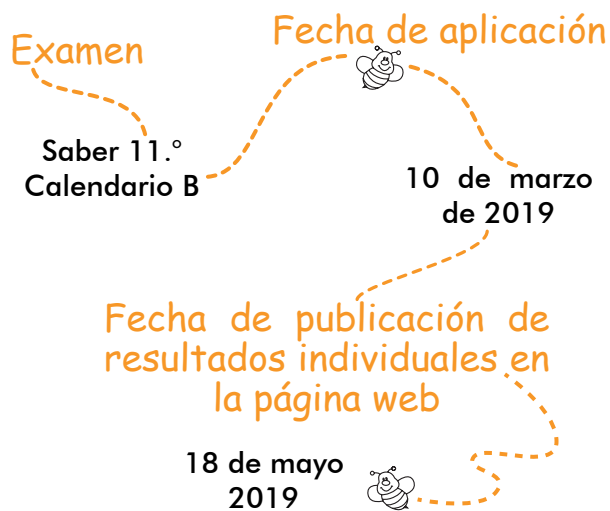 Examen
Fecha de aplicación
Saber 11.°
Calendario B
10 de marzo
de 2019
Fecha de publicación de
resultados individuales en
la página web
18 de mayo
2019